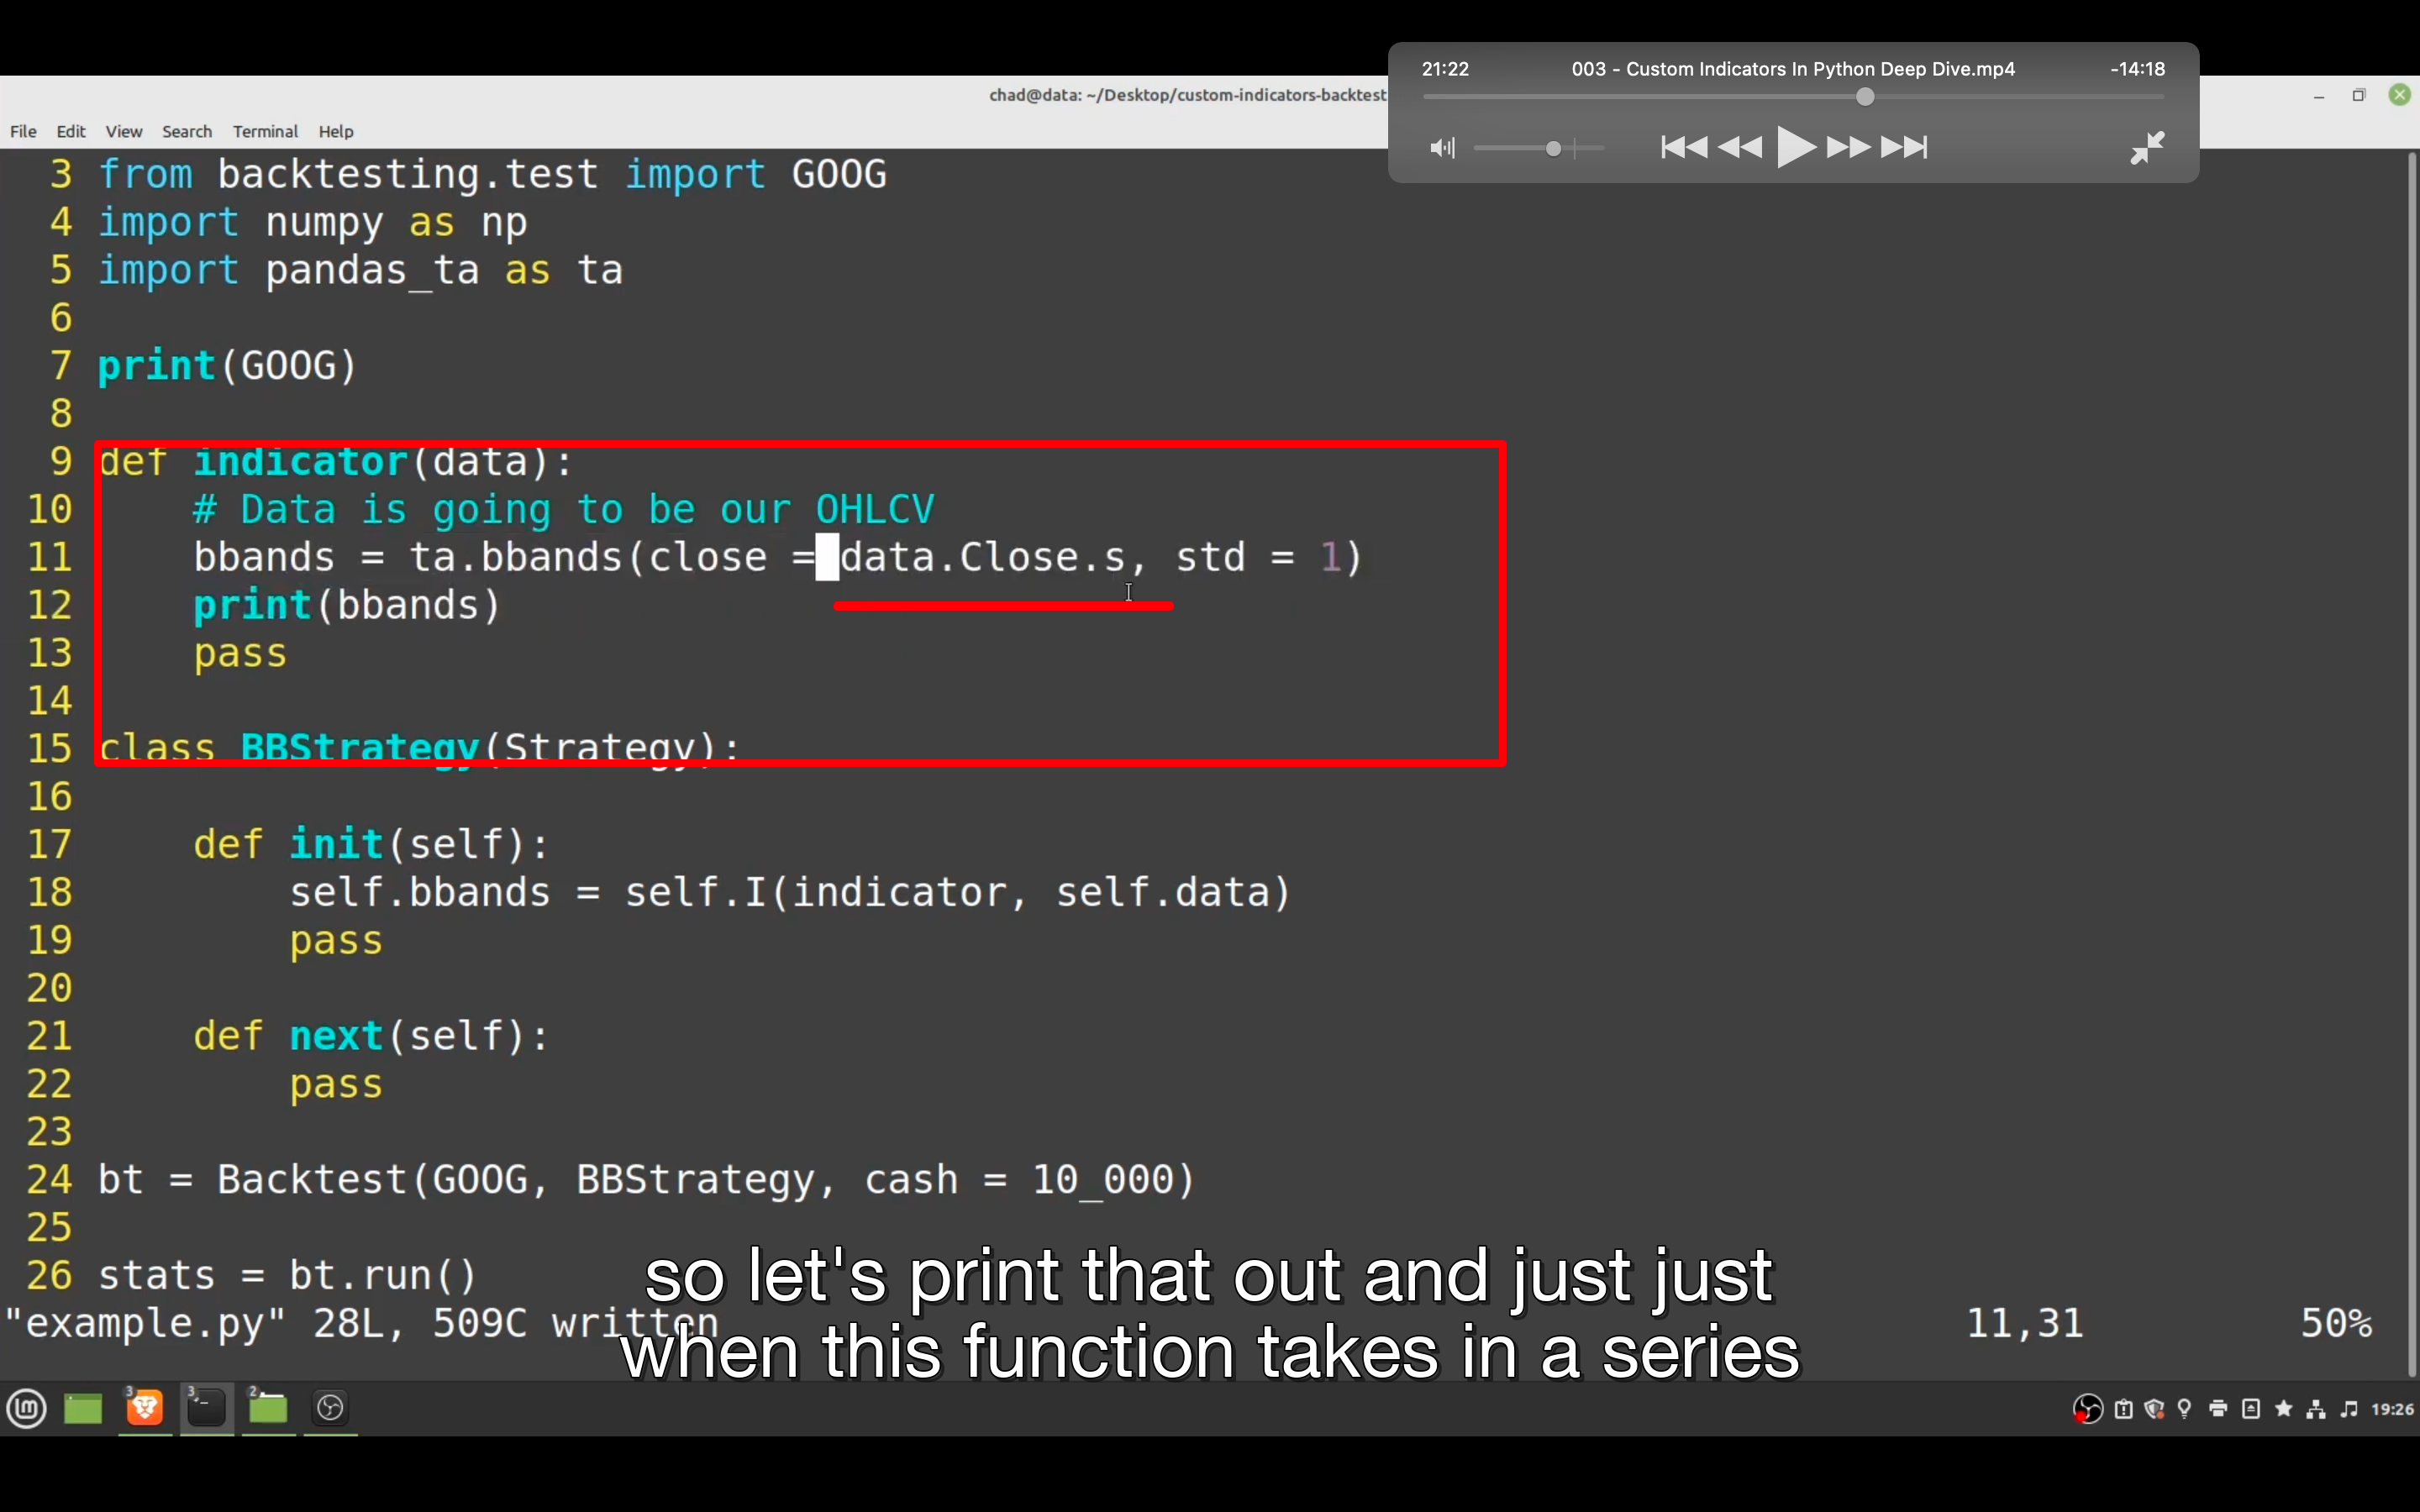 21:22 003 - Custom Indicators In Python Deep Dive.mp4 -14:18
chad@data: ~/Desktop/custom-indicators-backtest
File Edit View Search Terminal Help
3 from backtesting.test import GOOG
4 import numpy as np
5 import pandas_ta as ta
6
7 print(GOOG)
8
9 def indicator(data):
10     # Data is going to be our OHLCV
11     bbands = ta.bbands(close = data.Close.s, std = 1)
12     print(bbands)
13     pass
14
15 class BBStrategy(Strategy):
16
17     def init(self):
18         self.bbands = self.I(indicator, self.data)
19         pass
20
21     def next(self):
22         pass
23
24 bt = Backtest(GOOG, BBStrategy, cash = 10_000)
25
26 stats = bt.run()
"example.py" 28L, 509C written 11,31 50%
so let's print that out and just just
when this function takes in a series
3 3 2 19:26